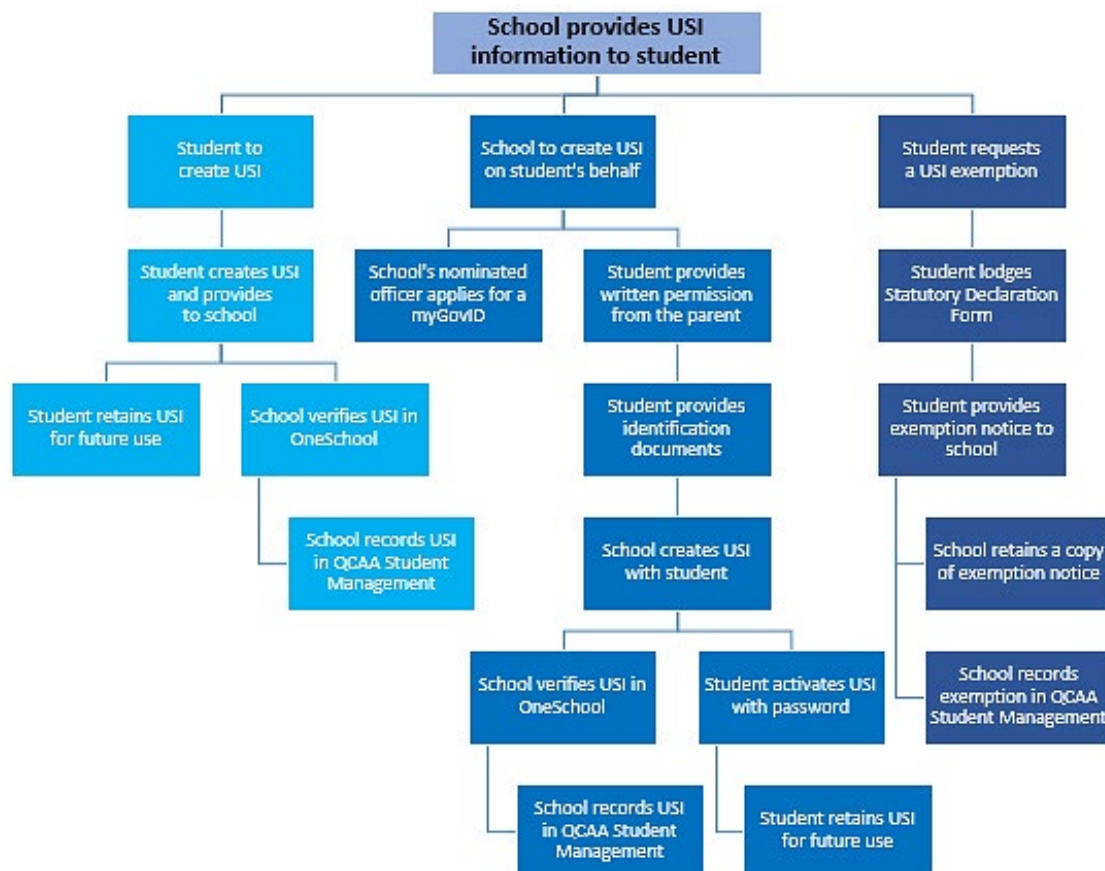 School provides USI
information to student
Student to
create USI
School to create USI
on student's behalf
Student requests
a USI exemption
Student creates USI
and provides
to school
School's nominated
officer applies for a
myGovID
Student provides
written permission
from the parent
Student lodges
Statutory Declaration
Form
Student retains USI
for future use
School verifies USI in
OneSchool
Student provides
identification
documents
Student provides
exemption notice to
school
School records USI
in QCAA Student
Management
School creates USI
with student
School retains a copy
of exemption notice
School verifies USI in
OneSchool
Student activates USI
with password
School records
exemption in QCAA
Student Management
School records USI
in QCAA Student
Management
Student retains USI
for future use